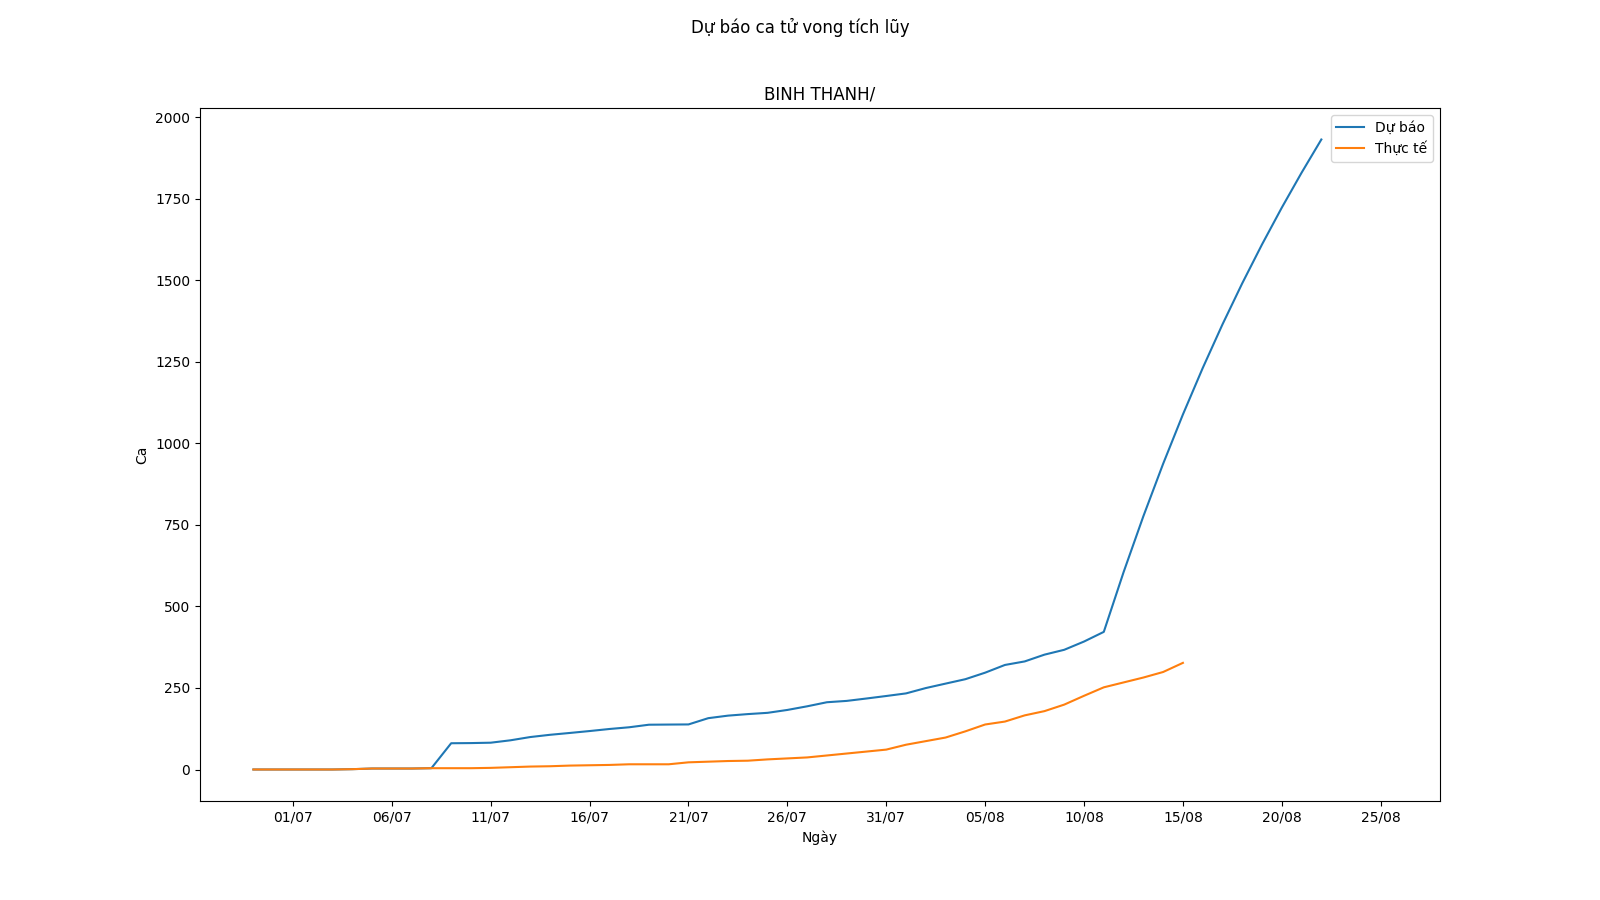 Dự báo ca tử vong tích lũy
BINH THANH/
Dự báo
Thực tế
2000
1750
1500
1250
1000
750
500
250
0
Ca
01/07 06/07 11/07 16/07 21/07 26/07 31/07 05/08 10/08 15/08 20/08 25/08
Ngày